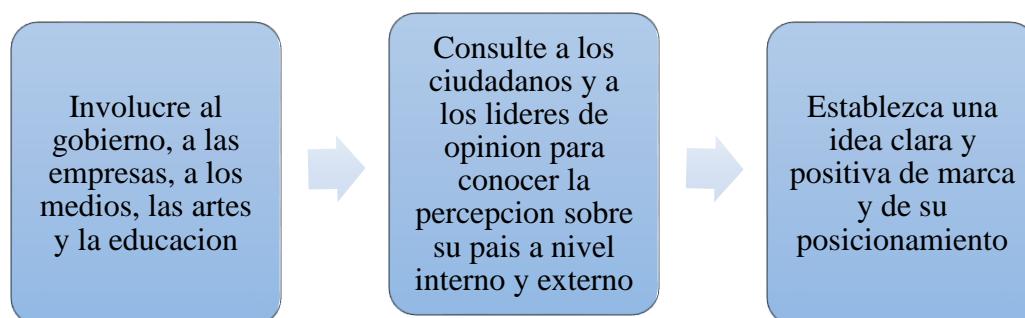 Involucre al
gobierno, a las
empresas, a los
medios, las artes
y la educacion
Consulte a los
ciudadanos y a
los lideres de
opinion para
conocer la
percepcion sobre
su pais a nivel
interno y externo
Establezca una
idea clara y
positiva de marca
y de su
posicionamiento